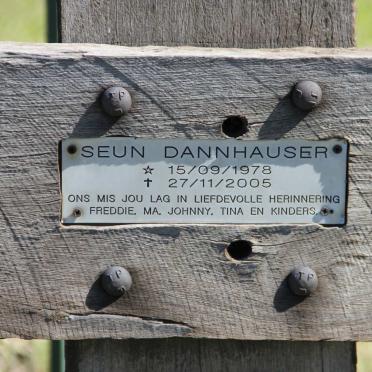 SEUN DANNHAUSER
☆ 15/09/1978
✝ 27/11/2005
ONS MIS JOU LAG IN LIEFDEVOLLE HERINNERING
FREDDIE, MA, JOHNNY, TINA EN KINDERS.